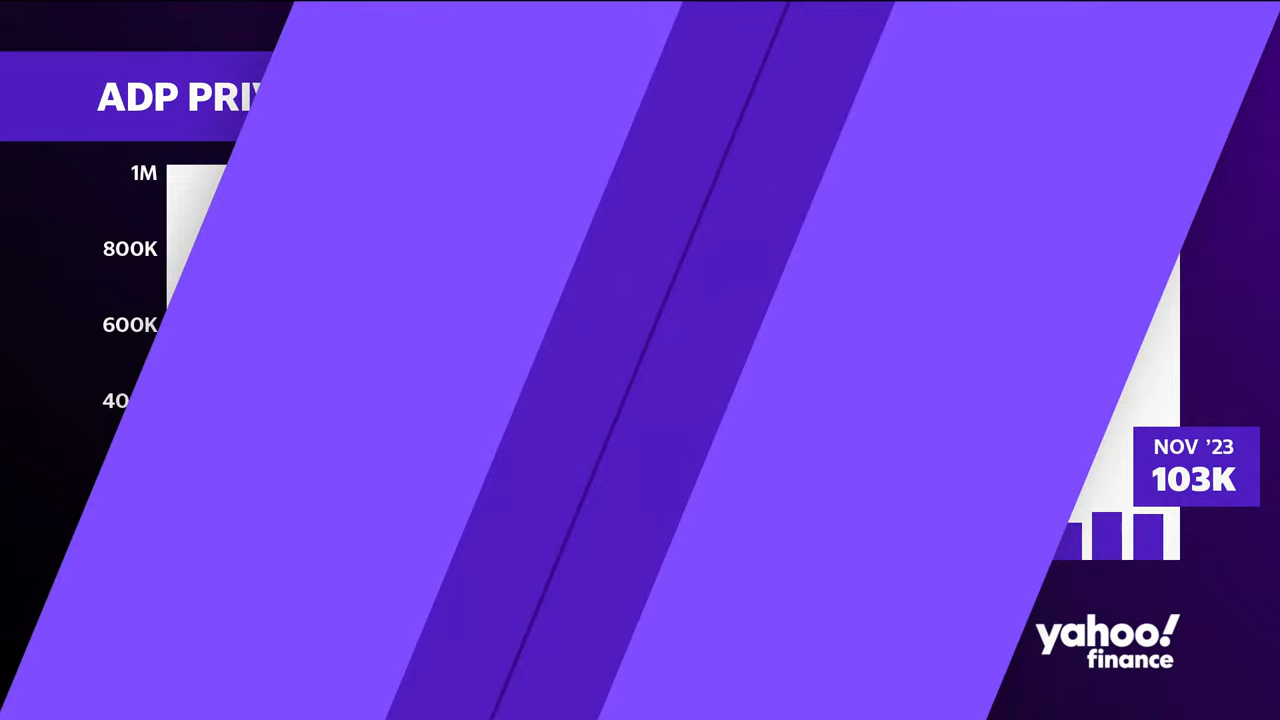 ADP PRI
1M
800K
600K
40
NOV ’23
103K
yahoo!
finance